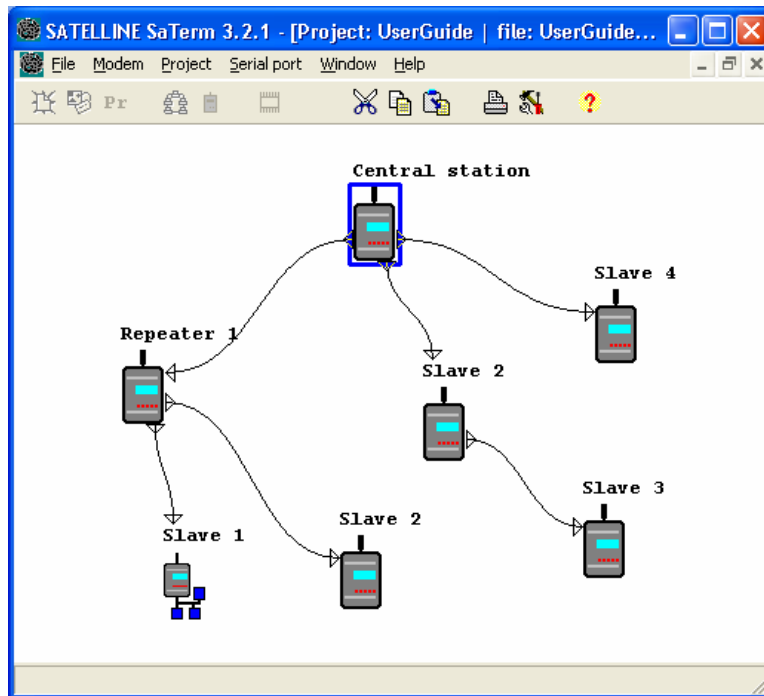 SATELLINE SaTerm 3.2.1 - [Project: UserGuide | file: UserGuide...
File Modem Project Serial port Window Help
Pr ?
Central station
Slave 4
Repeater 1
Slave 2
Slave 3
Slave 2
Slave 1